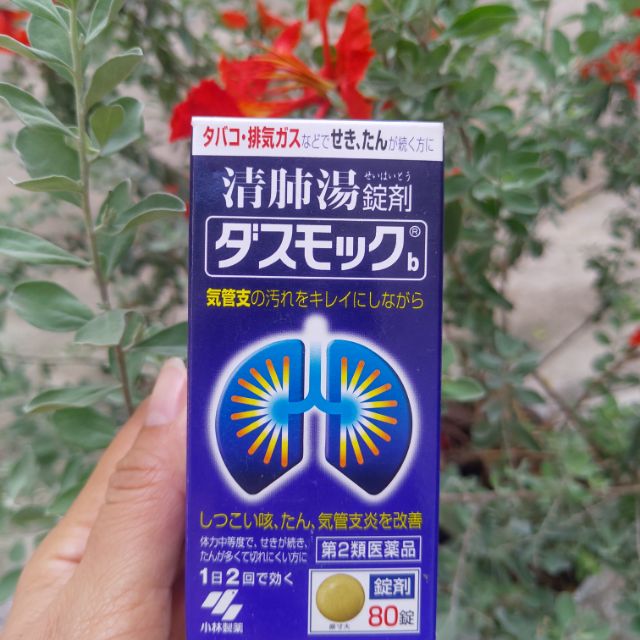 タバコ・排気ガスなどでせき、たんが続く方に
せいはいとう
清肺湯錠剤
ダスモック®b
気管支の汚れをキレイにしながら
しつこい咳、たん、気管支炎を改善
体力中等度で、せきが続き、
たんが多くて切れにくい方に
第2類医薬品
1日2回で効く
錠剤
80錠
原寸大
小林製薬